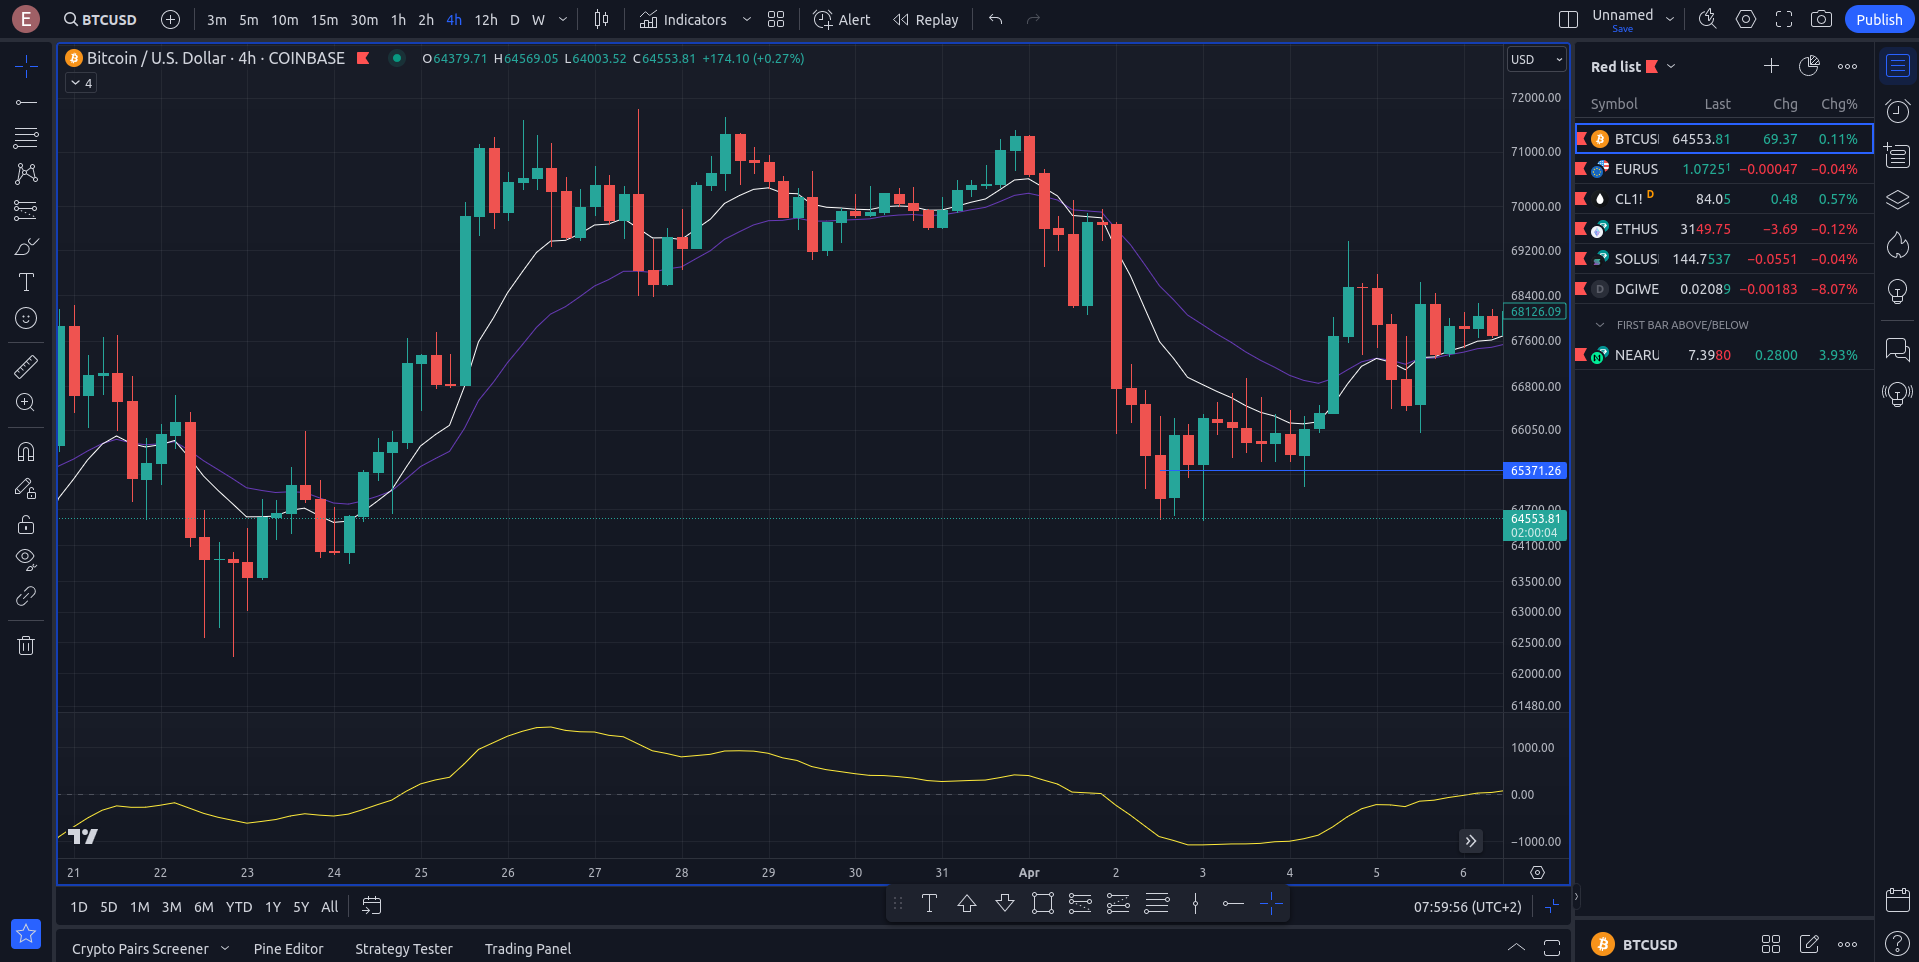 E
BTCUSD
3m 5m 10m 15m 30m 1h 2h 4h 12h D W
Indicators
Alert
Replay
Unnamed
Save
Publish
Bitcoin / U.S. Dollar · 4h · COINBASE
O64379.71 H64569.05 L64003.52 C64553.81 +174.10 (+0.27%)
4
USD
72000.00
71000.00
70000.00
69200.00
68400.00
68126.09
67600.00
66800.00
66050.00
65371.26
64700.00
64553.81
02:00:04
64100.00
63500.00
63000.00
62500.00
62000.00
61480.00
1000.00
0.00
−1000.00
21 22 23 24 25 26 27 28 29 30 31 Apr 2 3 4 5 6
1D 5D 1M 3M 6M YTD 1Y 5Y All
07:59:56 (UTC+2)
Crypto Pairs Screener
Pine Editor
Strategy Tester
Trading Panel
Red list
Symbol Last Chg Chg%
BTCUS 64553.81 69.37 0.11%
EURUS 1.07251 −0.00047 −0.04%
CL1! D 84.05 0.48 0.57%
ETHUS 3149.75 −3.69 −0.12%
SOLUS 144.7537 −0.0551 −0.04%
D DGIWE 0.02089 −0.00183 −8.07%
FIRST BAR ABOVE/BELOW
NEARU 7.3980 0.2800 3.93%
BTCUSD